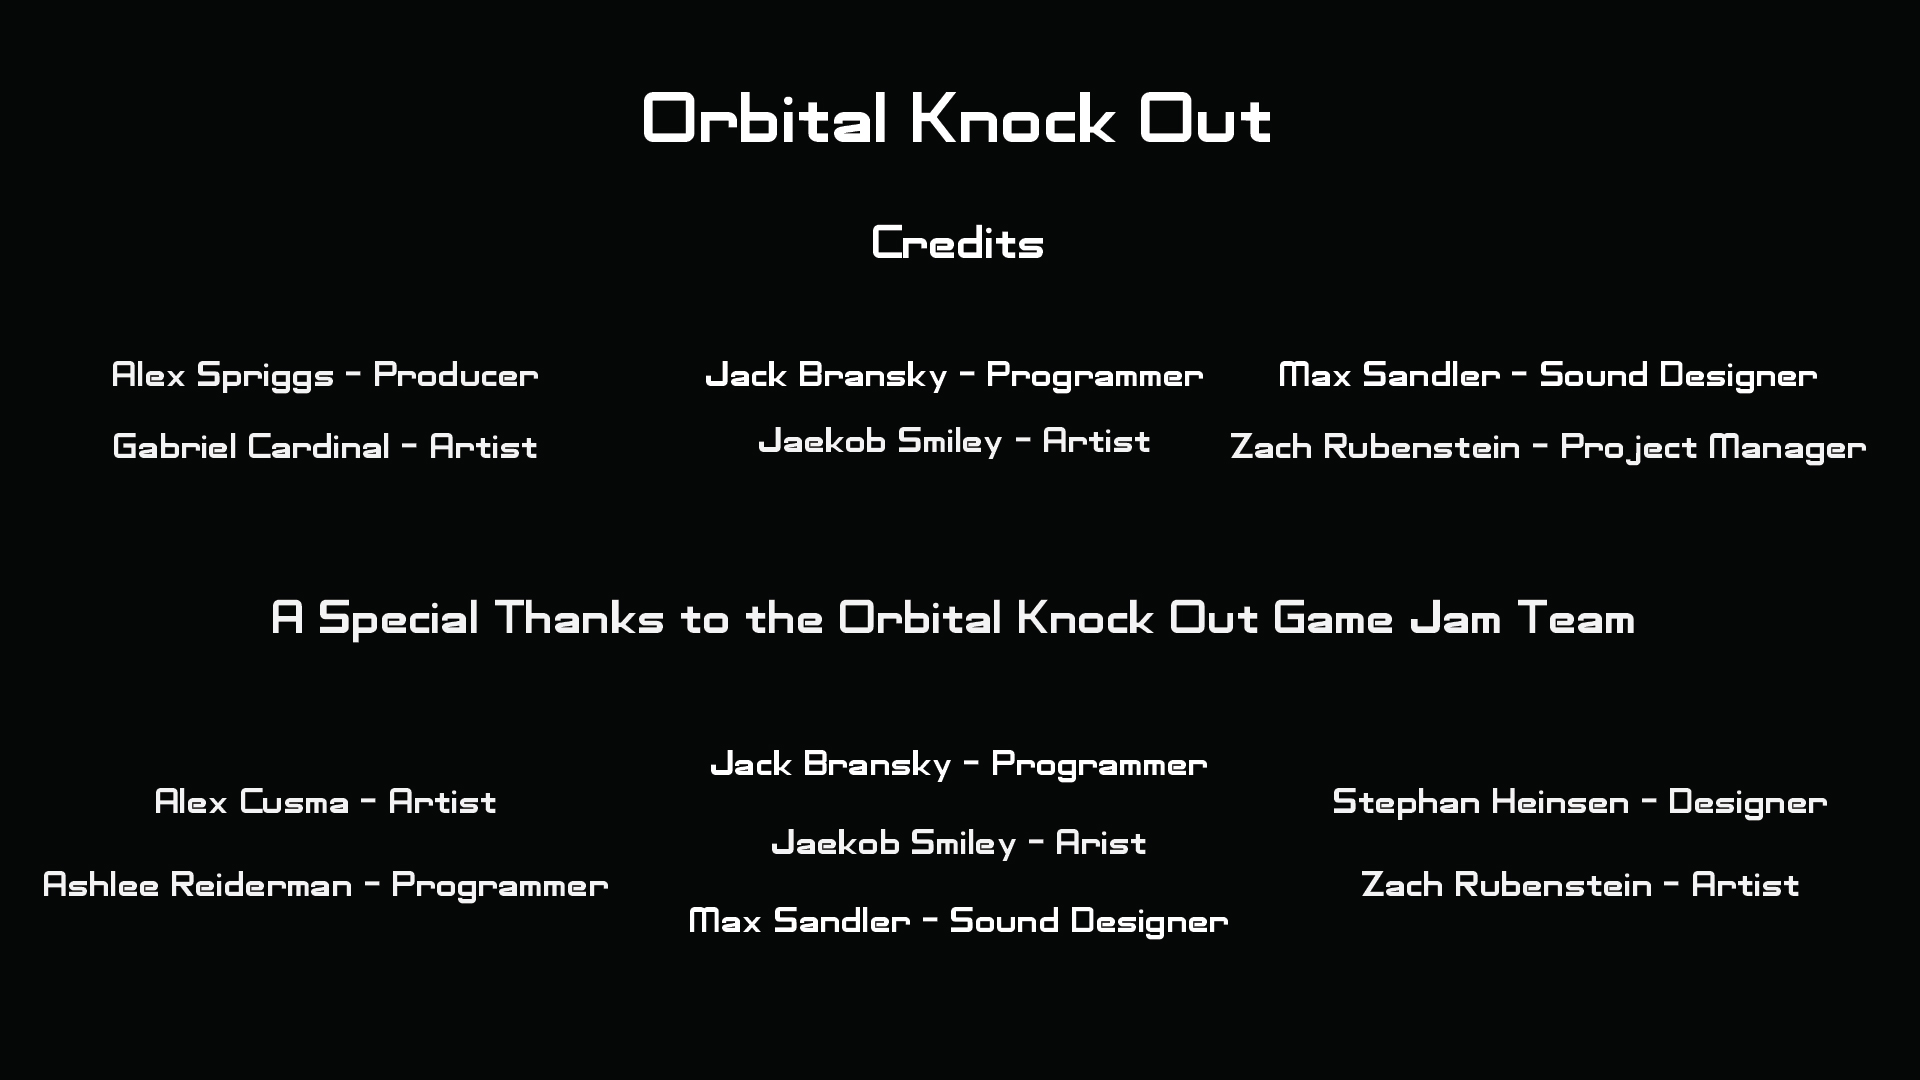 Orbital Knock Out
Credits
Alex Spriggs - Producer
Jack Bransky - Programmer
Max Sandler - Sound Designer
Gabriel Cardinal - Artist
Jaekob Smiley - Artist
Zach Rubenstein - Project Manager
A Special Thanks to the Orbital Knock Out Game Jam Team
Alex Cusma - Artist
Ashlee Reiderman - Programmer
Jack Bransky - Programmer
Jaekob Smiley - Arist
Max Sandler - Sound Designer
Stephan Heinsen - Designer
Zach Rubenstein - Artist